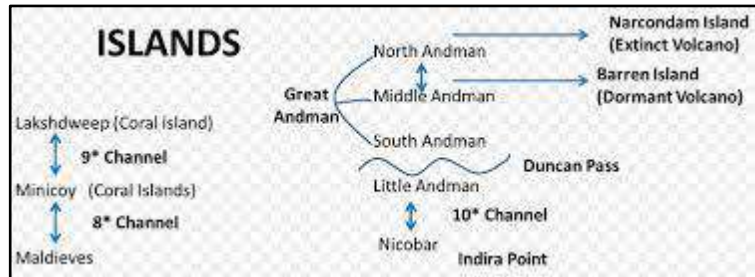 ISLANDS
Narcondam Island
(Extinct Volcano)
North Andman
Barren Island
(Dormant Volcano)
Great
Andman
Middle Andman
Lakshdweep (Coral island)
South Andman
9* Channel
Duncan Pass
Minicoy (Coral Islands)
Little Andman
8* Channel
10* Channel
Maldieves
Nicobar
Indira Point